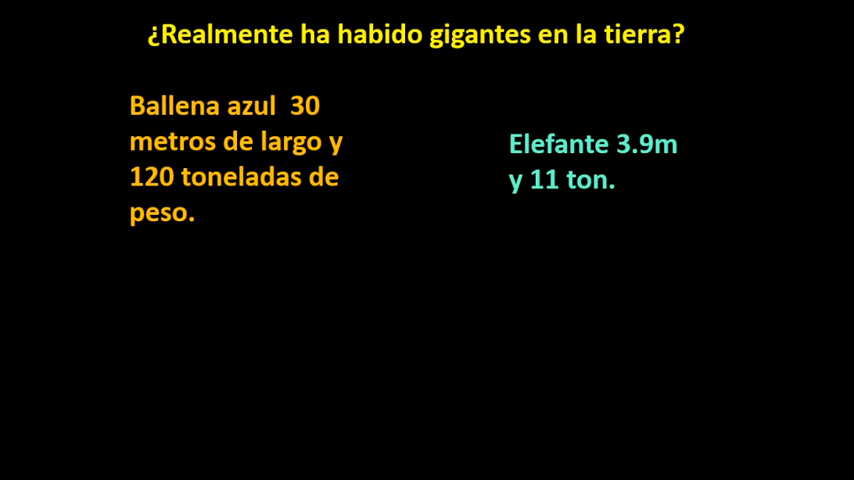 ¿Realmente ha habido gigantes en la tierra?
Ballena azul  30
metros de largo y
120 toneladas de
peso.
Elefante 3.9m
y 11 ton.